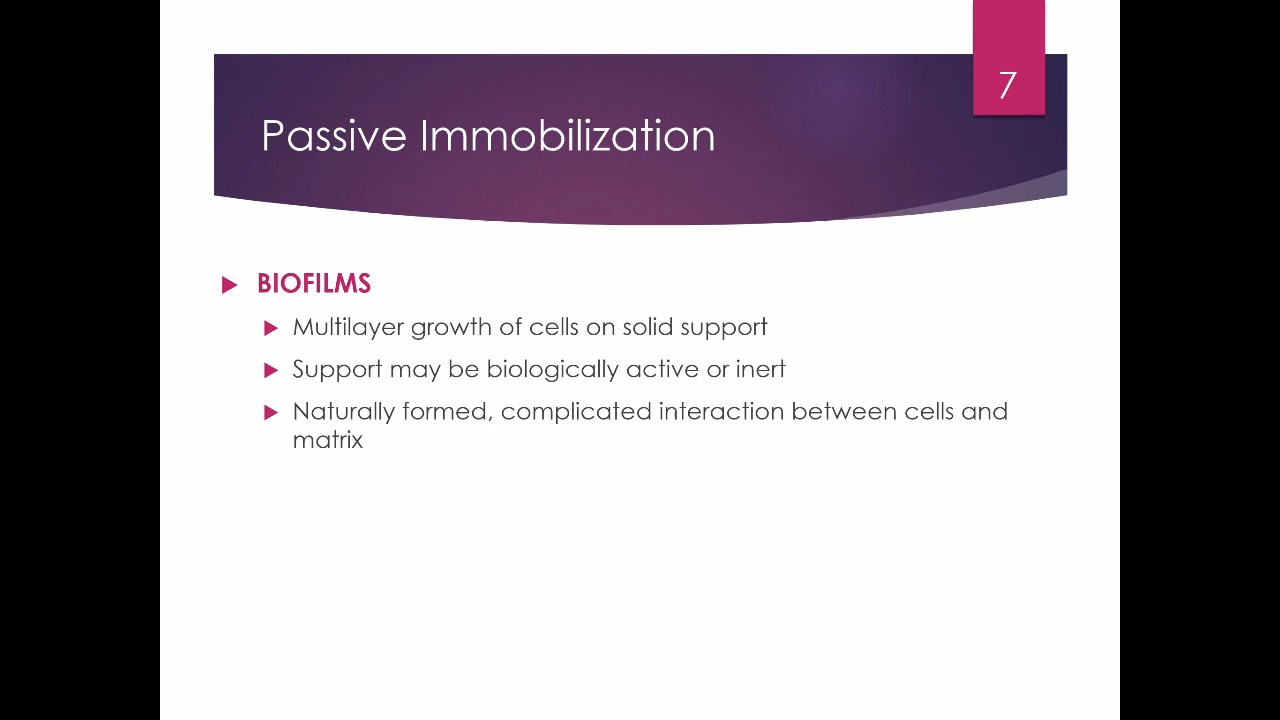 7
Passive Immobilization
BIOFILMS
Multilayer growth of cells on solid support
Support may be biologically active or inert
Naturally formed, complicated interaction between cells and
matrix